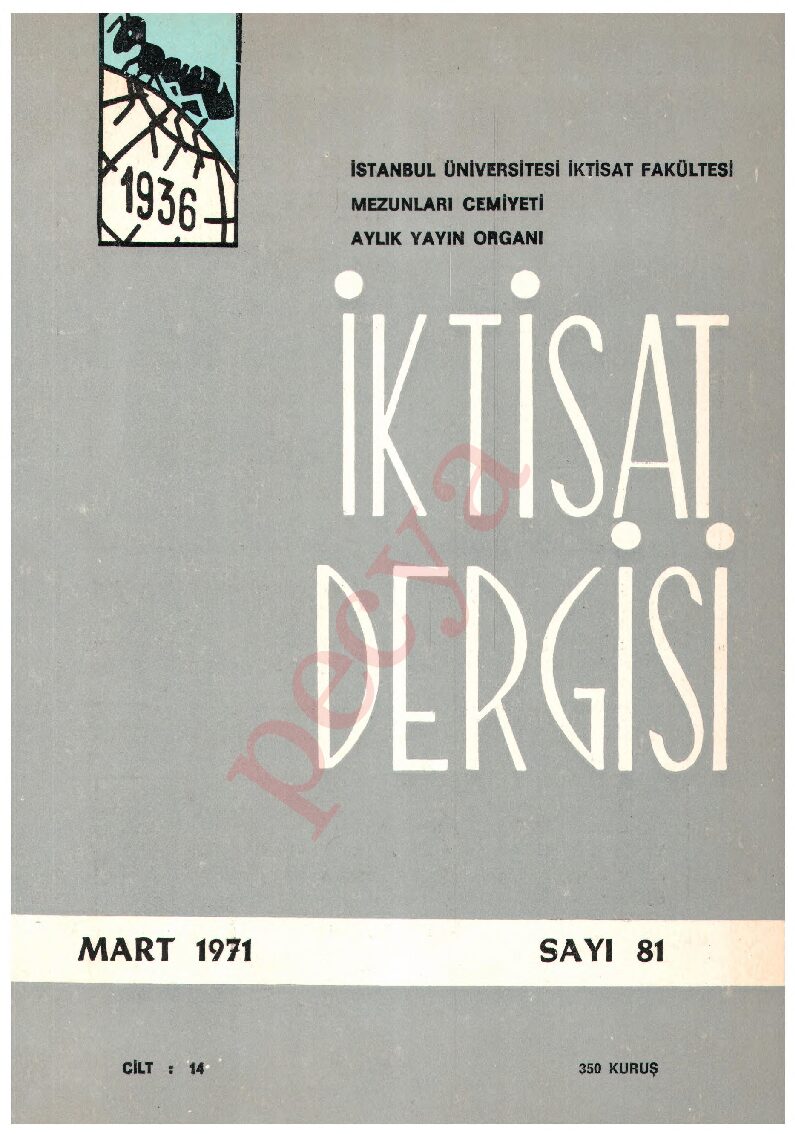 1936
İSTANBUL ÜNİVERSİTESİ İKTİSAT FAKÜLTESİ
MEZUNLARI CEMİYETİ
AYLIK YAYIN ORGANI
İKTİSAT
DERGİSİ
pecya
MART 1971 SAYI 81
CİLT : 14 350 KURUŞ